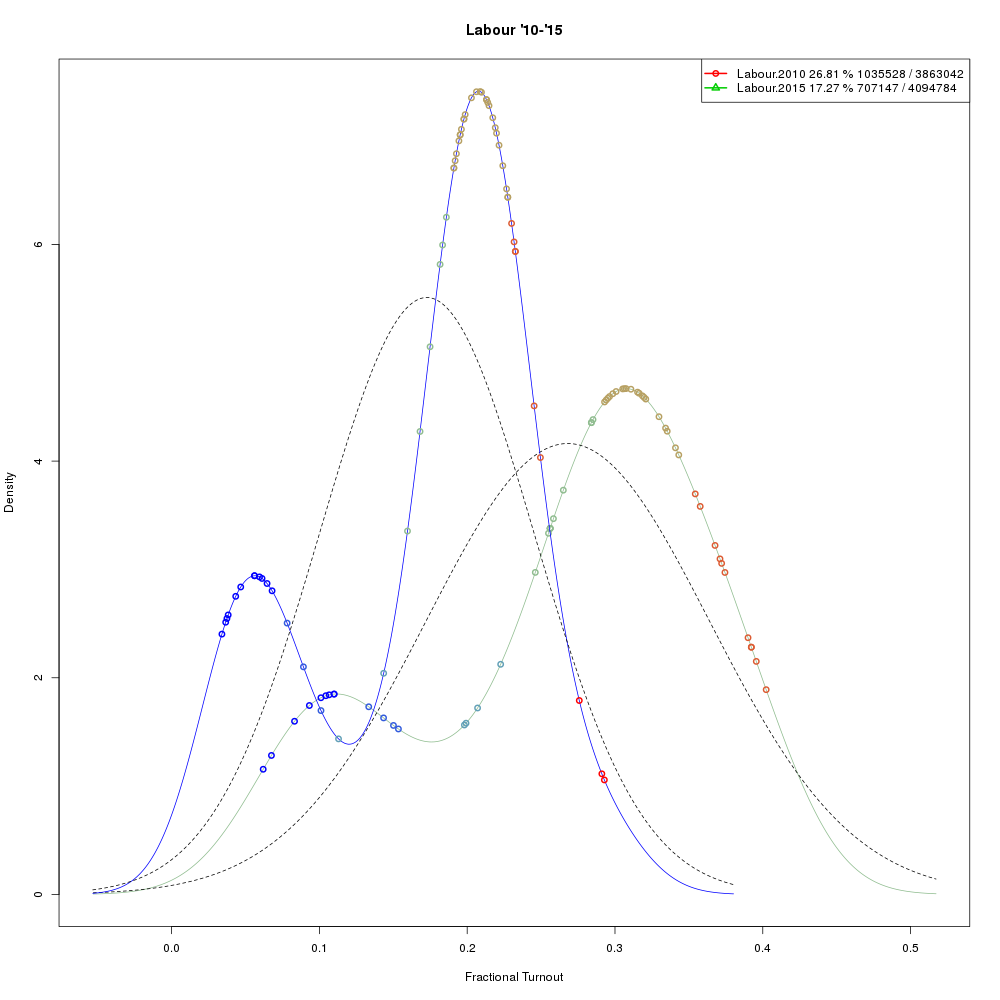 Labour '10-'15
Labour.2010 26.81 % 1035528 / 3863042
Labour.2015 17.27 % 707147 / 4094784
Density
6
4
2
0
0.0 0.1 0.2 0.3 0.4 0.5
Fractional Turnout